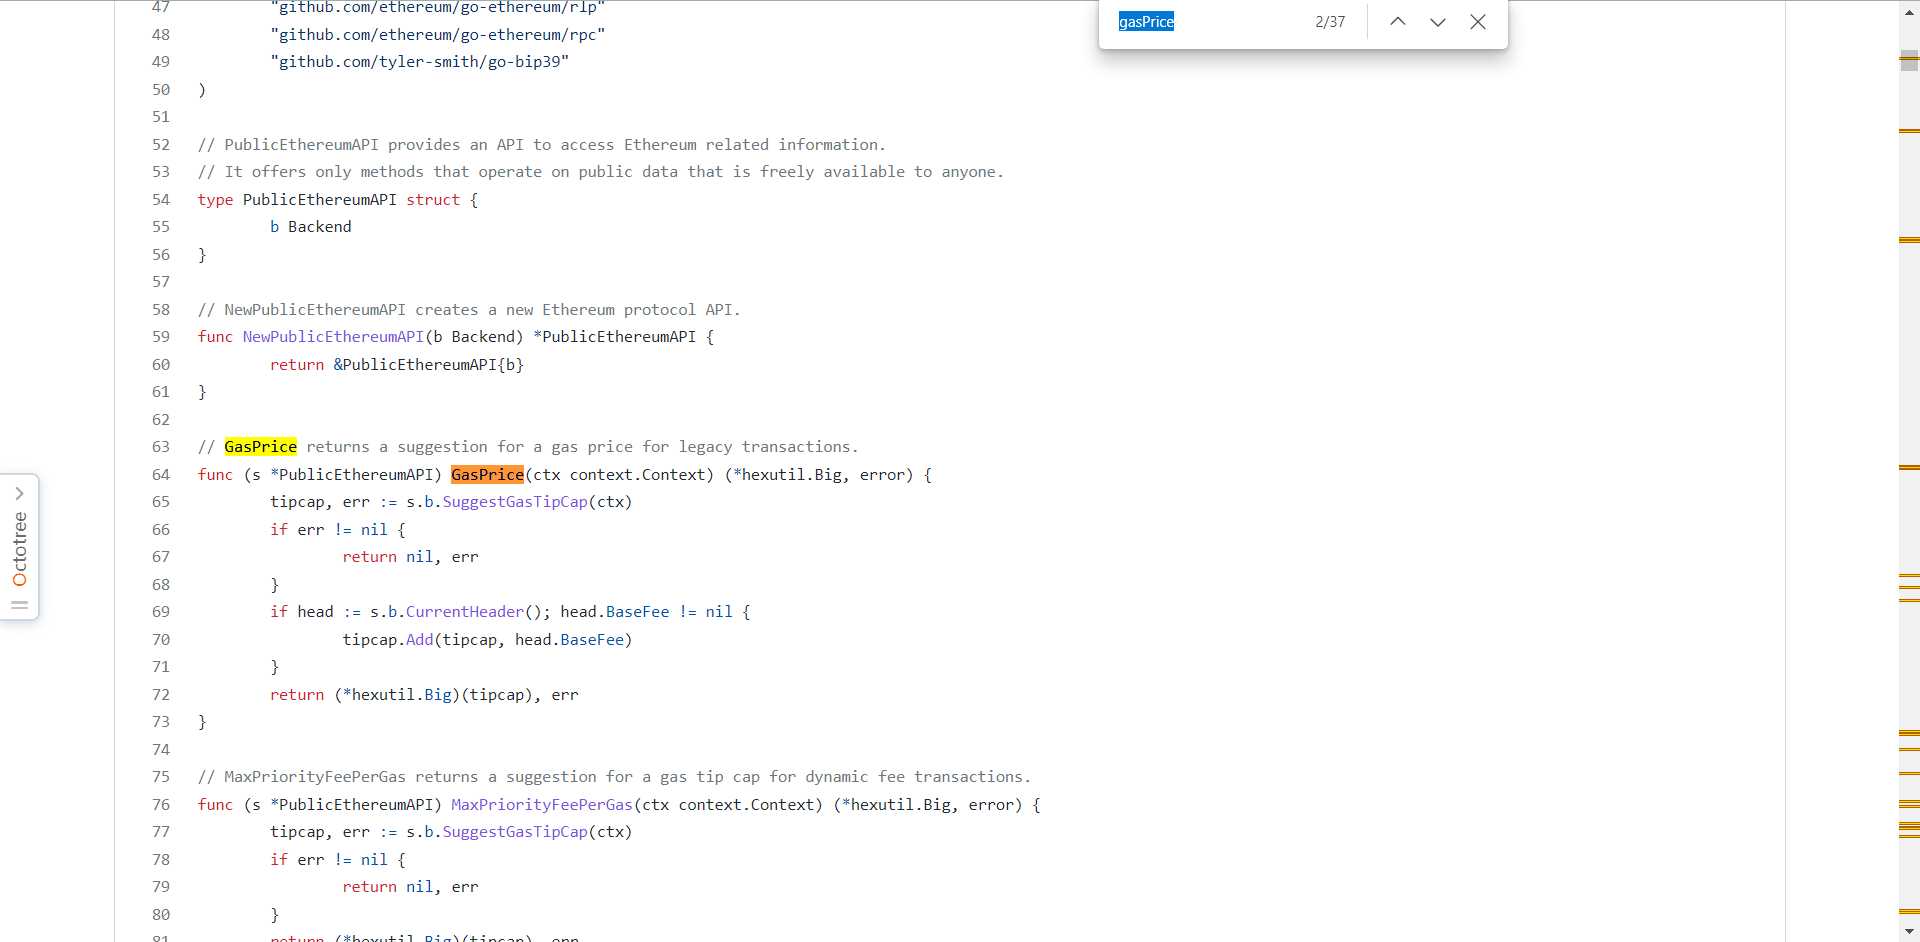 gasPrice 2/37
47 "github.com/ethereum/go-ethereum/rlp"
48 "github.com/ethereum/go-ethereum/rpc"
49 "github.com/tyler-smith/go-bip39"
50 )
51
52 // PublicEthereumAPI provides an API to access Ethereum related information.
53 // It offers only methods that operate on public data that is freely available to anyone.
54 type PublicEthereumAPI struct {
55 b Backend
56 }
57
58 // NewPublicEthereumAPI creates a new Ethereum protocol API.
59 func NewPublicEthereumAPI(b Backend) *PublicEthereumAPI {
60 return &PublicEthereumAPI{b}
61 }
62
63 // GasPrice returns a suggestion for a gas price for legacy transactions.
64 func (s *PublicEthereumAPI) GasPrice(ctx context.Context) (*hexutil.Big, error) {
65 tipcap, err := s.b.SuggestGasTipCap(ctx)
66 if err != nil {
67 return nil, err
68 }
69 if head := s.b.CurrentHeader(); head.BaseFee != nil {
70 tipcap.Add(tipcap, head.BaseFee)
71 }
72 return (*hexutil.Big)(tipcap), err
73 }
74
75 // MaxPriorityFeePerGas returns a suggestion for a gas tip cap for dynamic fee transactions.
76 func (s *PublicEthereumAPI) MaxPriorityFeePerGas(ctx context.Context) (*hexutil.Big, error) {
77 tipcap, err := s.b.SuggestGasTipCap(ctx)
78 if err != nil {
79 return nil, err
80 }
81 return (*hexutil.Big)(tipcap), err
Octotree